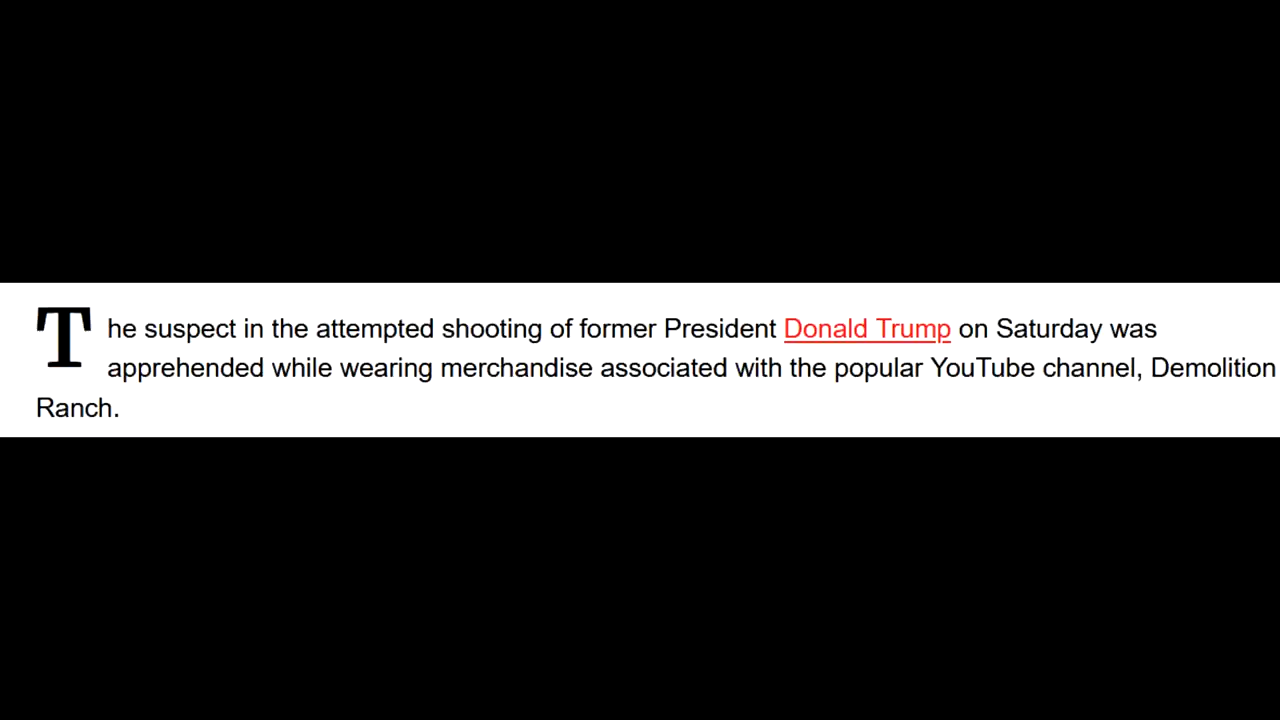 The suspect in the attempted shooting of former President Donald Trump on Saturday was
apprehended while wearing merchandise associated with the popular YouTube channel, Demolition
Ranch.